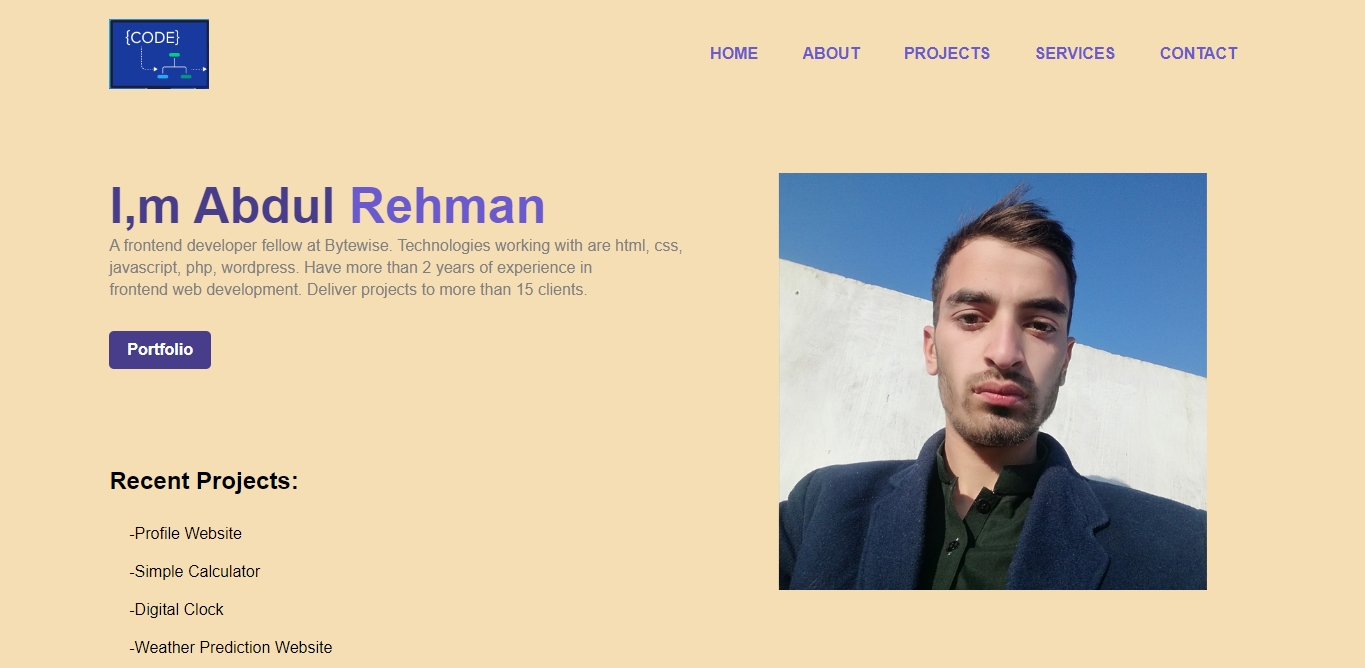 {CODE}
HOME ABOUT PROJECTS SERVICES CONTACT
I,m Abdul Rehman
A frontend developer fellow at Bytewise. Technologies working with are html, css,
javascript, php, wordpress. Have more than 2 years of experience in
frontend web development. Deliver projects to more than 15 clients.
Portfolio
Recent Projects:
-Profile Website
-Simple Calculator
-Digital Clock
-Weather Prediction Website